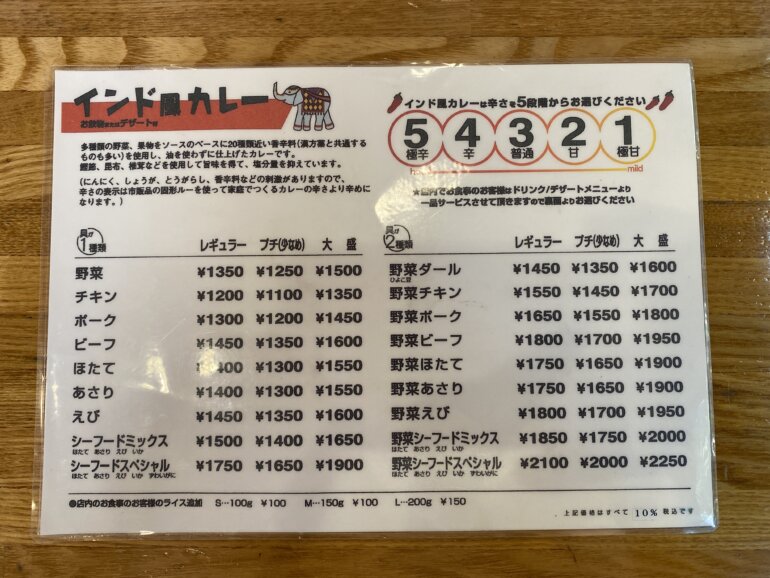 インド風カレー
お飲物またはデザート付
多種類の野菜、果物をソースのベースに20種類近い香辛料(漢方薬と共通する
ものも多い)を使用し、油を使わずに仕上げたカレーです。
鰹節、昆布、椎茸などを使用して旨味を得て、塩分量を抑えています。
(にんにく、しょうが、とうがらし、香辛料などの刺激がありますので、
辛さの表示は市販品の固形ルーを使って家庭でつくるカレーの辛さより辛めに
なります。)
インド風カレーは辛さを5段階からお選びください
5 4 3 2 1
極辛 辛 普通 甘 極甘
mild
★店内でお食事のお客様はドリンク/デザートメニューより
一品サービスさせて頂きますので裏面よりお選びください
具が1種類 レギュラー プチ(少なめ) 大盛
野菜 ¥1350 ¥1250 ¥1500
チキン ¥1200 ¥1100 ¥1350
ポーク ¥1300 ¥1200 ¥1450
ビーフ ¥1450 ¥1350 ¥1600
ほたて 400 ¥1300 ¥1550
あさり ¥1400 ¥1300 ¥1550
えび ¥1450 ¥1350 ¥1600
シーフードミックス ¥1500 ¥1400 ¥1650
ほたて あさり えび いか
シーフードスペシャル ¥1750 ¥1650 ¥1900
ほたて あさり えび いか ずわいがに
具が2種類 レギュラー プチ(少なめ) 大盛
野菜ダール ¥1450 ¥1350 ¥1600
ひよこ豆
野菜チキン ¥1550 ¥1450 ¥1700
野菜ポーク ¥1650 ¥1550 ¥1800
野菜ビーフ ¥1800 ¥1700 ¥1950
野菜ほたて ¥1750 ¥1650 ¥1900
野菜あさり ¥1750 ¥1650 ¥1900
野菜えび ¥1800 ¥1700 ¥1950
野菜シーフードミックス ¥1850 ¥1750 ¥2000
ほたて あさり えび いか
野菜シーフードスペシャル ¥2100 ¥2000 ¥2250
ほたて あさり えび いか ずわいがに
●店内のお食事のお客様のライス追加 S…100g ¥100 M…150g ¥100 L…200g ¥150
上記価格はすべて 10% 税込です